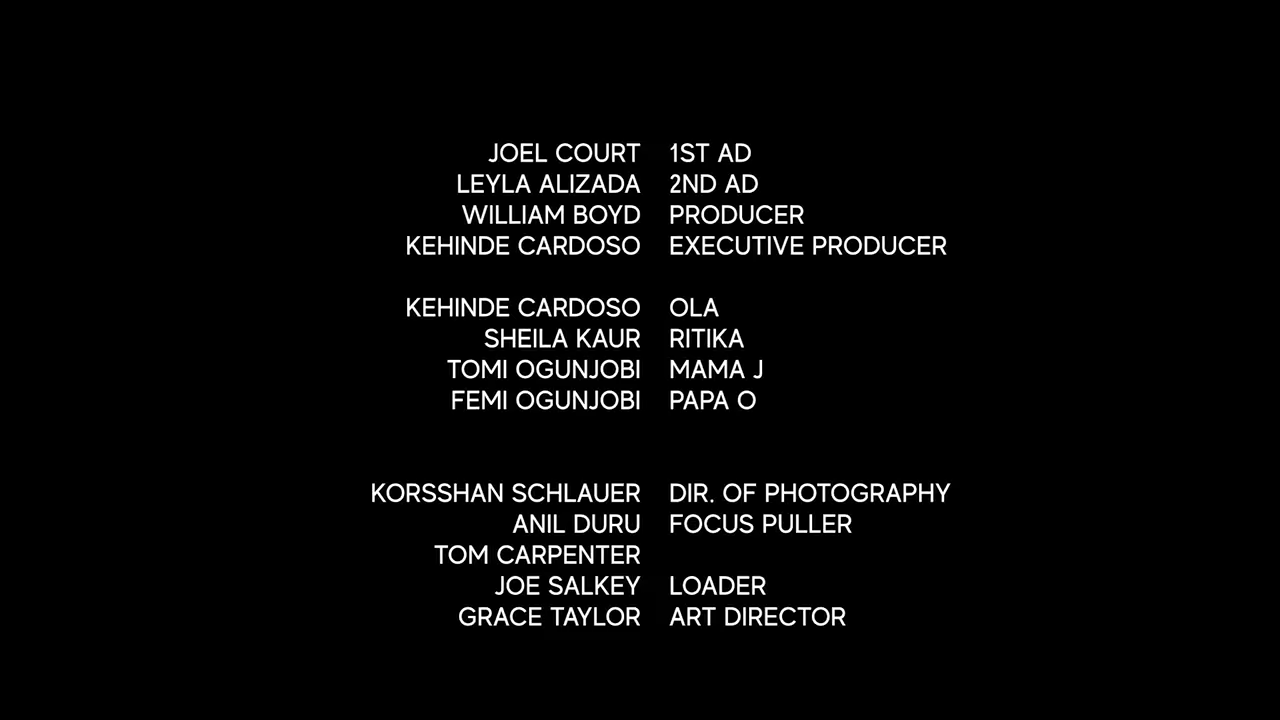 JOEL COURT 1ST AD
LEYLA ALIZADA 2ND AD
WILLIAM BOYD PRODUCER
KEHINDE CARDOSO EXECUTIVE PRODUCER
KEHINDE CARDOSO OLA
SHEILA KAUR RITIKA
TOMI OGUNJOBI MAMA J
FEMI OGUNJOBI PAPA O
KORSSHAN SCHLAUER DIR. OF PHOTOGRAPHY
ANIL DURU FOCUS PULLER
TOM CARPENTER
JOE SALKEY LOADER
GRACE TAYLOR ART DIRECTOR